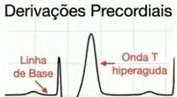 Derivações Precordiais
Linha
de Base
Onda T
hiperaguda